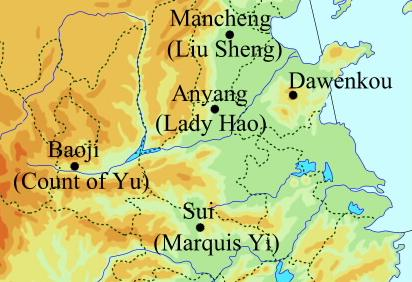 Mancheng
(Liu Sheng)
Dawenkou
Anyang
(Lady Hao)
Baoji
(Count of Yu)
Sui
(Marquis Yi)